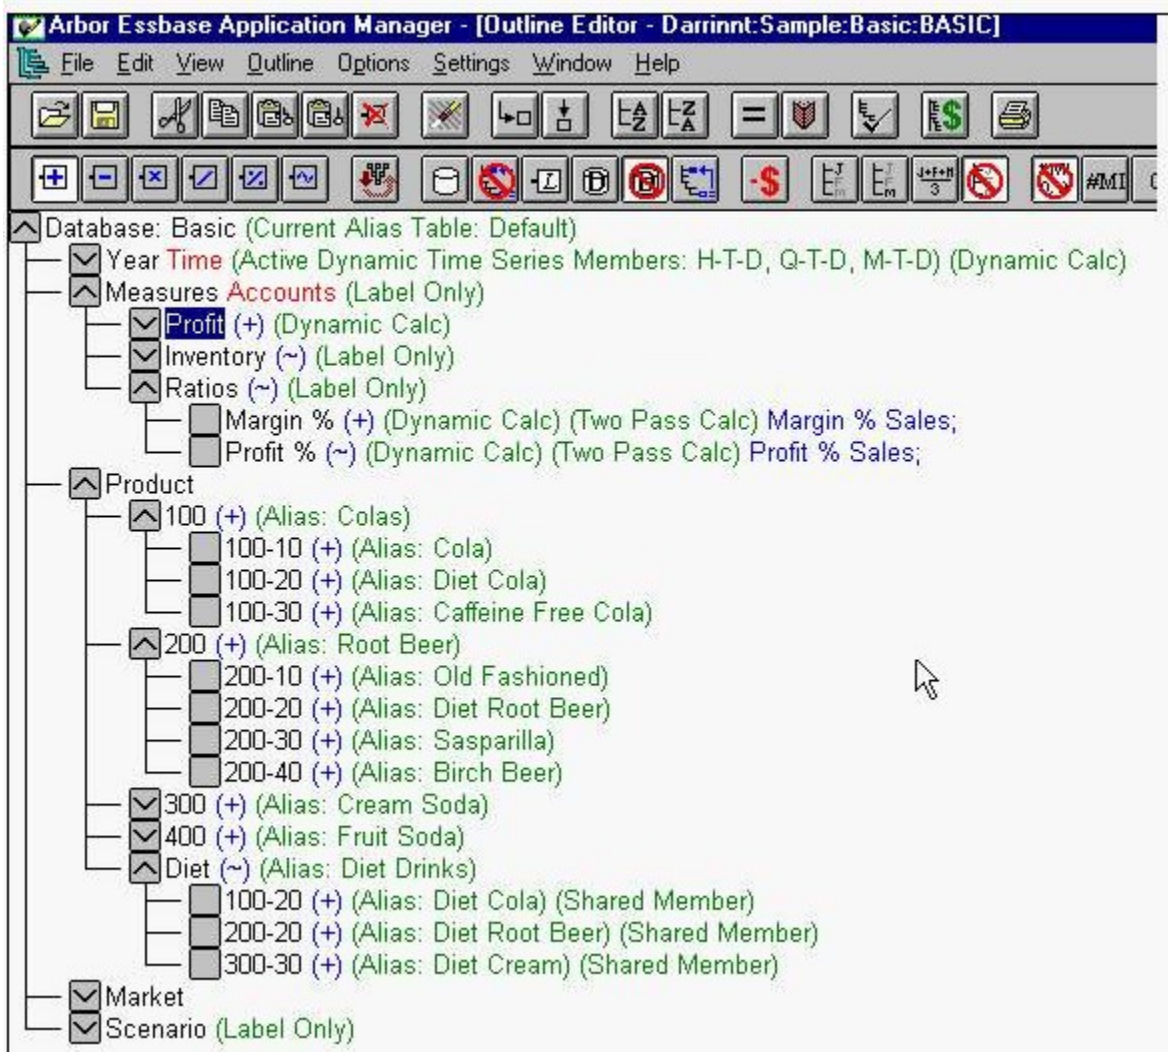 Arbor Essbase Application Manager - [Outline Editor - Darrinnt:Sample:Basic:BASIC]
File Edit View Outline Options Settings Window Help
#MI
Database: Basic (Current Alias Table: Default)
Year Time (Active Dynamic Time Series Members: H-T-D, Q-T-D, M-T-D) (Dynamic Calc)
Measures Accounts (Label Only)
Profit (+) (Dynamic Calc)
Inventory (~) (Label Only)
Ratios (~) (Label Only)
Margin % (+) (Dynamic Calc) (Two Pass Calc) Margin % Sales;
Profit % (~) (Dynamic Calc) (Two Pass Calc) Profit % Sales;
Product
100 (+) (Alias: Colas)
100-10 (+) (Alias: Cola)
100-20 (+) (Alias: Diet Cola)
100-30 (+) (Alias: Caffeine Free Cola)
200 (+) (Alias: Root Beer)
200-10 (+) (Alias: Old Fashioned)
200-20 (+) (Alias: Diet Root Beer)
200-30 (+) (Alias: Sasparilla)
200-40 (+) (Alias: Birch Beer)
300 (+) (Alias: Cream Soda)
400 (+) (Alias: Fruit Soda)
Diet (~) (Alias: Diet Drinks)
100-20 (+) (Alias: Diet Cola) (Shared Member)
200-20 (+) (Alias: Diet Root Beer) (Shared Member)
300-30 (+) (Alias: Diet Cream) (Shared Member)
Market
Scenario (Label Only)